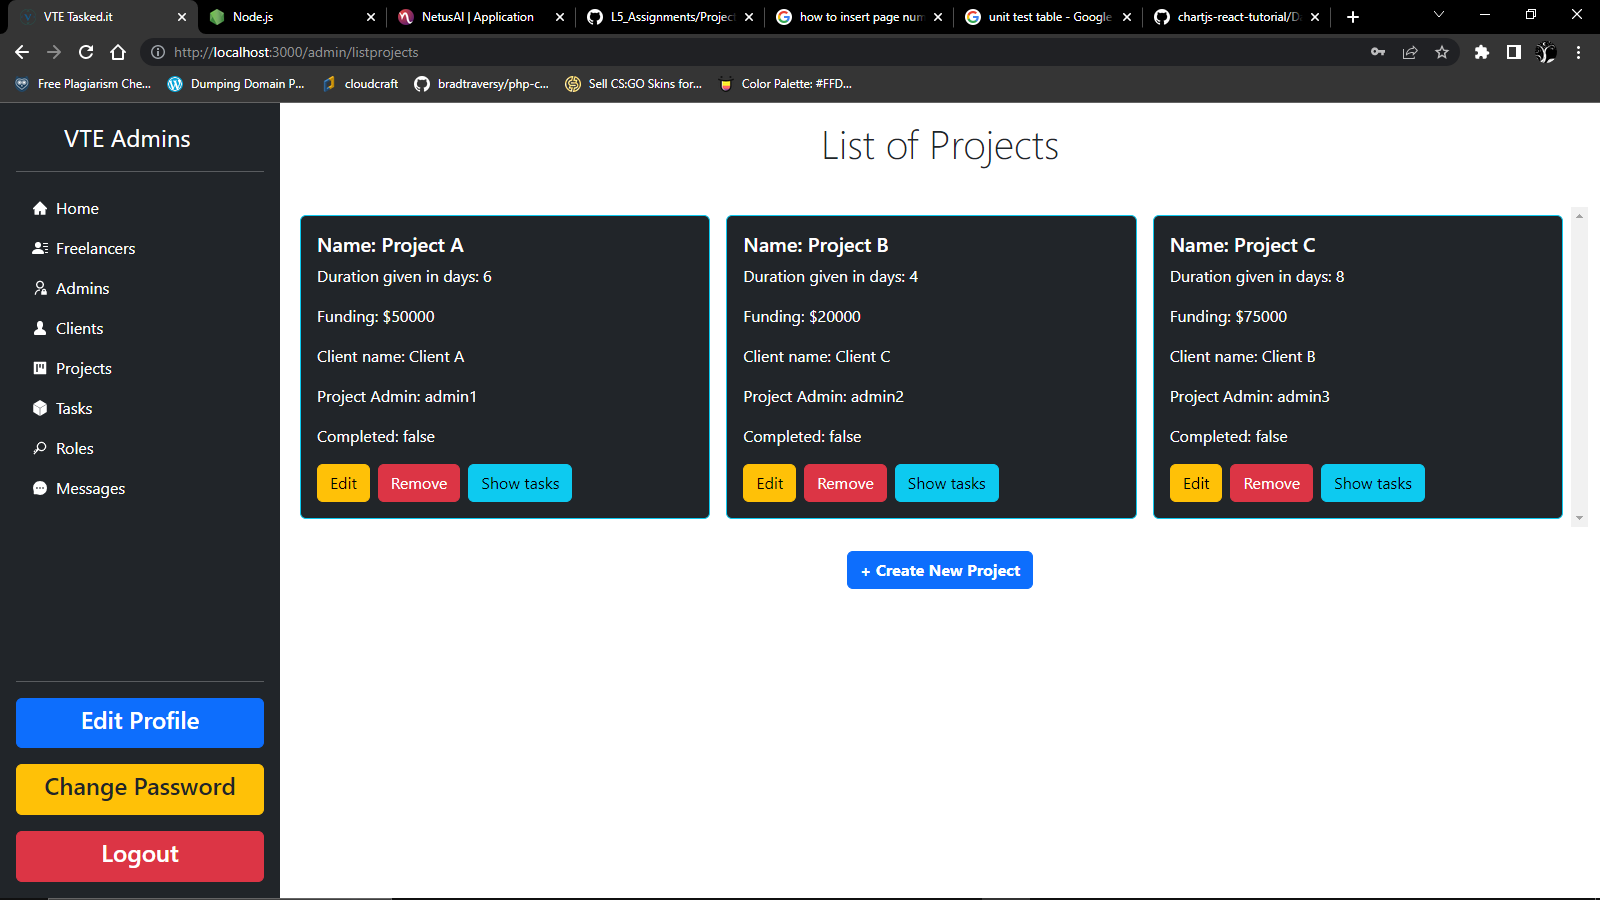 VTE Tasked.it
Node.js
NetusAI | Application
L5_Assignments/Project
how to insert page num
unit test table - Google
chartjs-react-tutorial/D
http://localhost:3000/admin/listprojects
Free Plagiarism Che...
Dumping Domain P...
cloudcraft
bradtraversy/php-c...
Sell CS:GO Skins for...
Color Palette: #FFD...
VTE Admins
Home
Freelancers
Admins
Clients
Projects
Tasks
Roles
Messages
Edit Profile
Change Password
Logout
List of Projects
Name: Project A
Duration given in days: 6
Funding: $50000
Client name: Client A
Project Admin: admin1
Completed: false
Edit Remove Show tasks
Name: Project B
Duration given in days: 4
Funding: $20000
Client name: Client C
Project Admin: admin2
Completed: false
Edit Remove Show tasks
Name: Project C
Duration given in days: 8
Funding: $75000
Client name: Client B
Project Admin: admin3
Completed: false
Edit Remove Show tasks
+ Create New Project